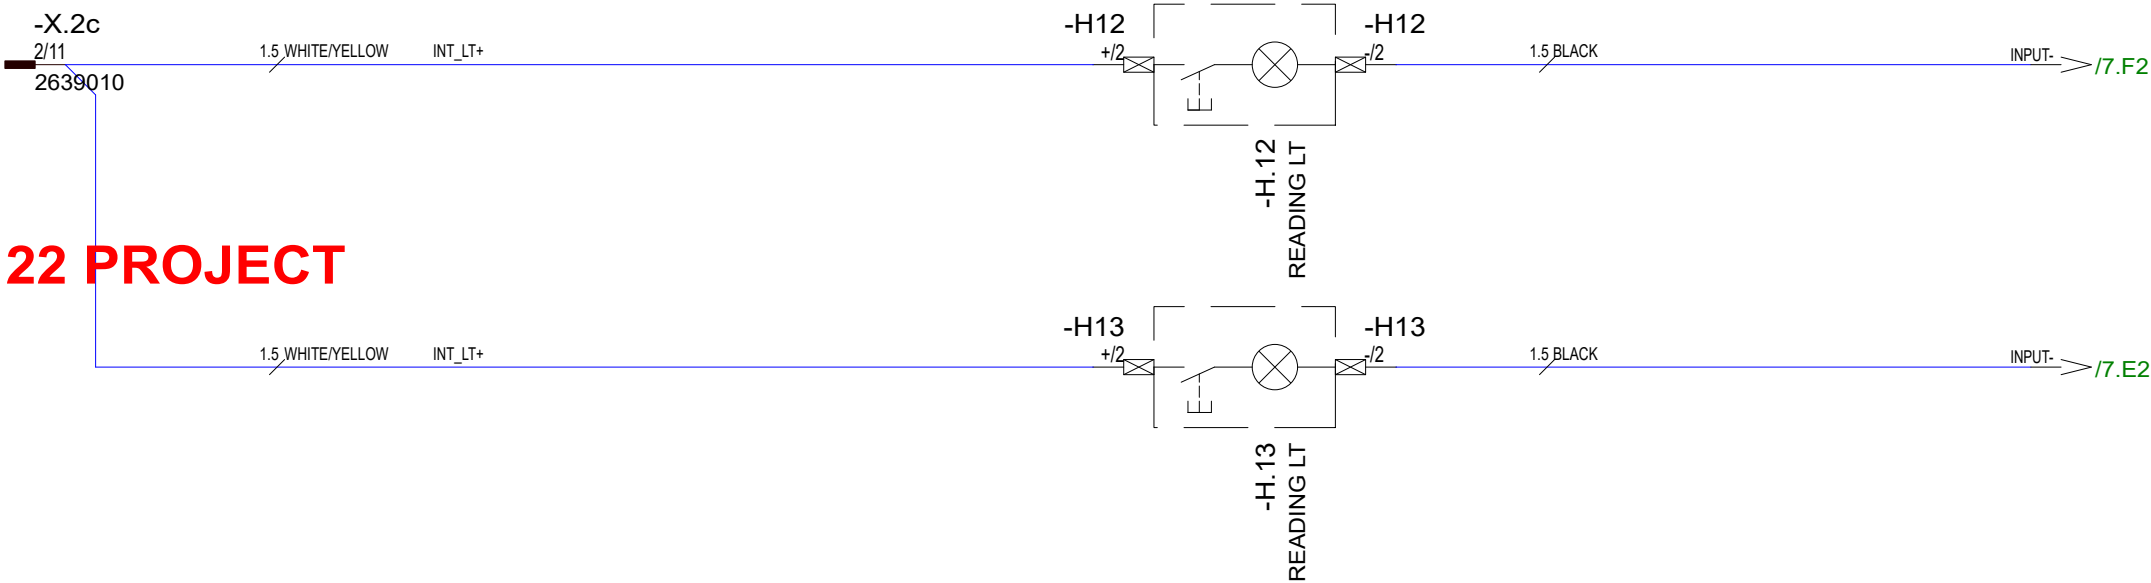 -X.2c
2/11
2639010
1.5 WHITE/YELLOW
INT_LT+
-H12
+/2
-H12
-/2
1.5 BLACK
INPUT-
/7.F2
-H.12
READING LT
22 PROJECT
1.5 WHITE/YELLOW
INT_LT+
-H13
+/2
-H13
-/2
1.5 BLACK
INPUT-
/7.E2
-H.13
READING LT